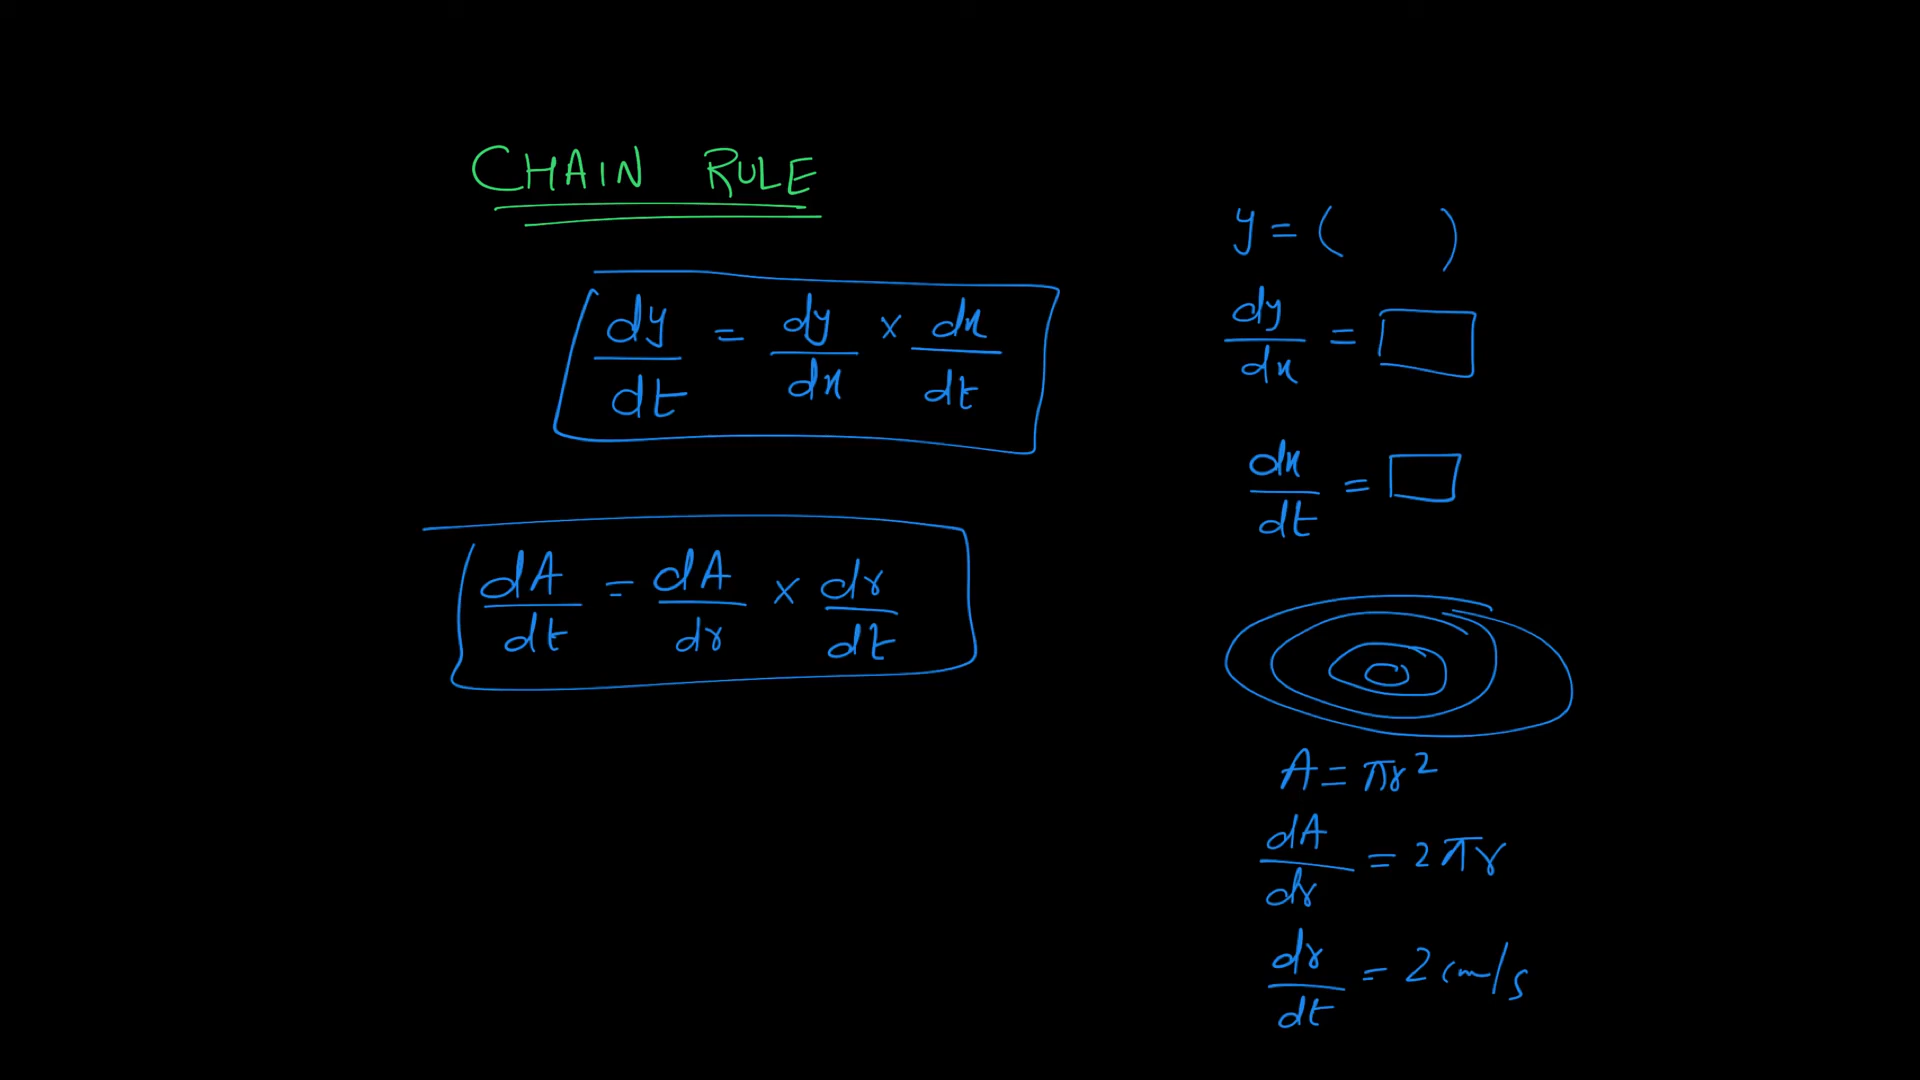 CHAIN RULE
dy/dt = dy/dx × dx/dt
dA/dt = dA/dr × dr/dt
y = ( )
dy/dx =
dx/dt =
A = πr²
dA/dr = 2πr
dr/dt = 2 cm/s